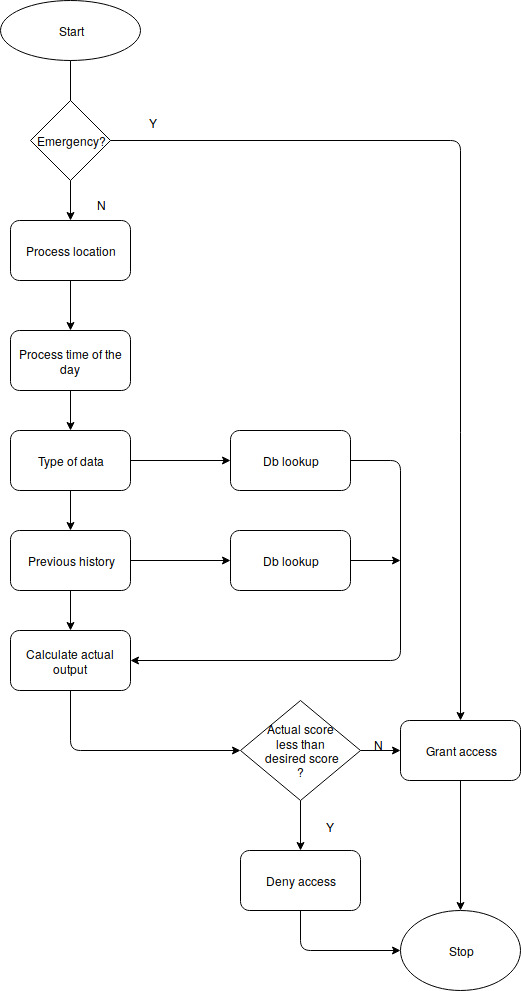 Start
Emergency?
Y
N
Process location
Process time of the
day
Type of data
Db lookup
Previous history
Db lookup
Calculate actual
output
Actual score
less than
desired score
?
N
Grant access
Y
Deny access
Stop